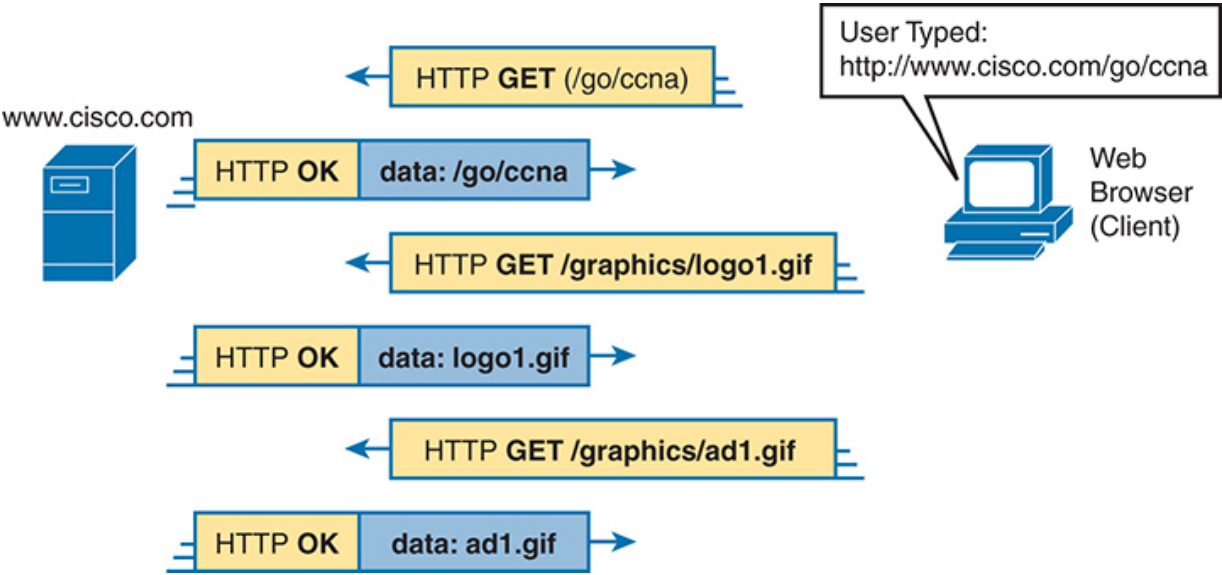 User Typed:
http://www.cisco.com/go/ccna
HTTP GET (/go/ccna)
www.cisco.com
HTTP OK data: /go/ccna
Web
Browser
(Client)
HTTP GET /graphics/logo1.gif
HTTP OK data: logo1.gif
HTTP GET /graphics/ad1.gif
HTTP OK data: ad1.gif